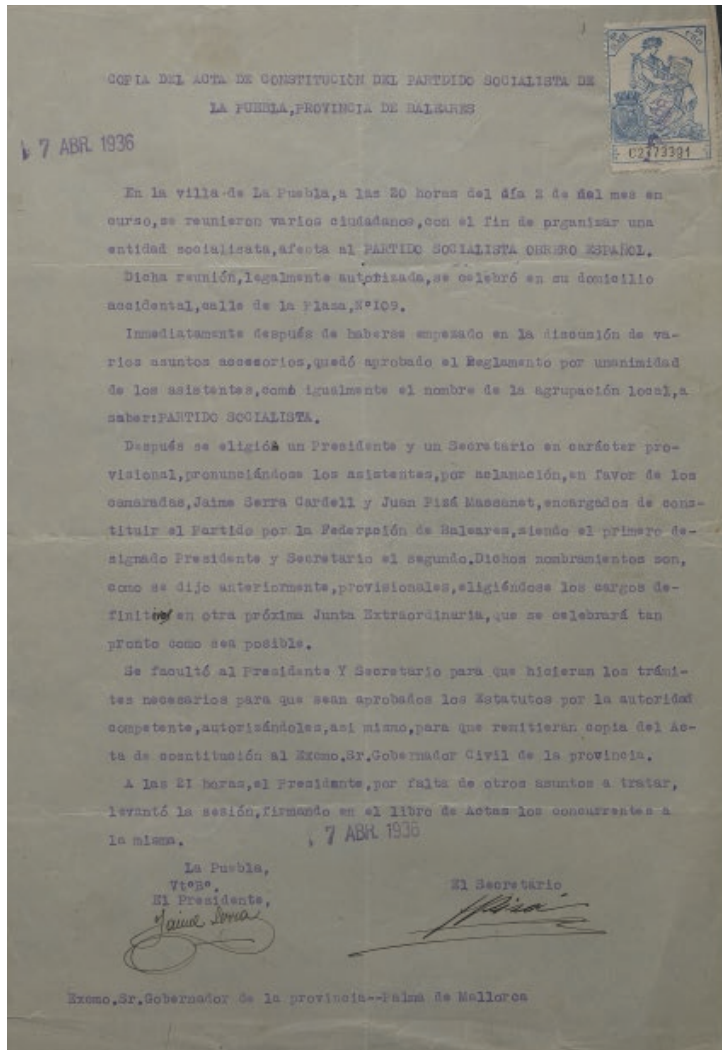 COPIA DEL ACTA DE CONSTITUCIÓN DEL PARTDIDO SOCIALISTA DE
LA PUEBLA,PROVINCIA DE BALEARES
7 ABR. 1936
En la villa de La Puebla,a las 20 horas del día 2 de del mes en
curso,se reunieron varios ciudadanos,con el fin de prganizar una
entidad socialisata,afecta al PARTIDO SOCIALISTA OBRERO ESPAÑOL.
Dicha reunión,legalmente autorizada,se celebró en su domicilio
accidental,calle de la Plaza,Nº109.
Inmediatamente después de haberse empezado en la discusión de va-
rios asuntos accesorios,quedó aprobado el Reglamento por unanimidad
de los asistentes,como igualmente el nombre de la agrupación local,a
saber:PARTIDO SOCIALISTA.
Después se eligió un Presidente y un Secretario en carácter pro-
visional,pronunciándose los asistentes,por aclamación,en favor de los
camaradas,Jaime Serra Cardell y Juan Pizá Massanet,encargados de cons-
tituir el Partido por la Federación de Baleares,siendo el primero de-
signado Presidente y Secretario el segundo.Dichos nombramientos son,
como se dijo anteriormente,provisionales,eligiéndose los cargos de-
finitivos en otra próxima Junta Extraordinaria,que se celebrará tan
pronto como sea posible.
Se facultó al Presidente Y Secretario para que hicieran los trámi-
tes necesarios para que sean aprobados los Estatutos por la autoridad
competente,autorizándoles,asi mismo,para que remitieran copia del Ac-
ta de cosntitución al Excmo.Sr.Gobernador Civil de la provincia.
A las 21 horas,el Presidente,por falta de otros asuntos a tratar,
levantó la sesión,firmando en el libro de Actas los concurrentes a
la misma.
7 ABR. 1936
La Puebla,
VtºBº.
El Presidente,
El Secretario
Jaime Serra
JPizá
Excmo.Sr.Gobernador de la provincia--Palma de Mallorca